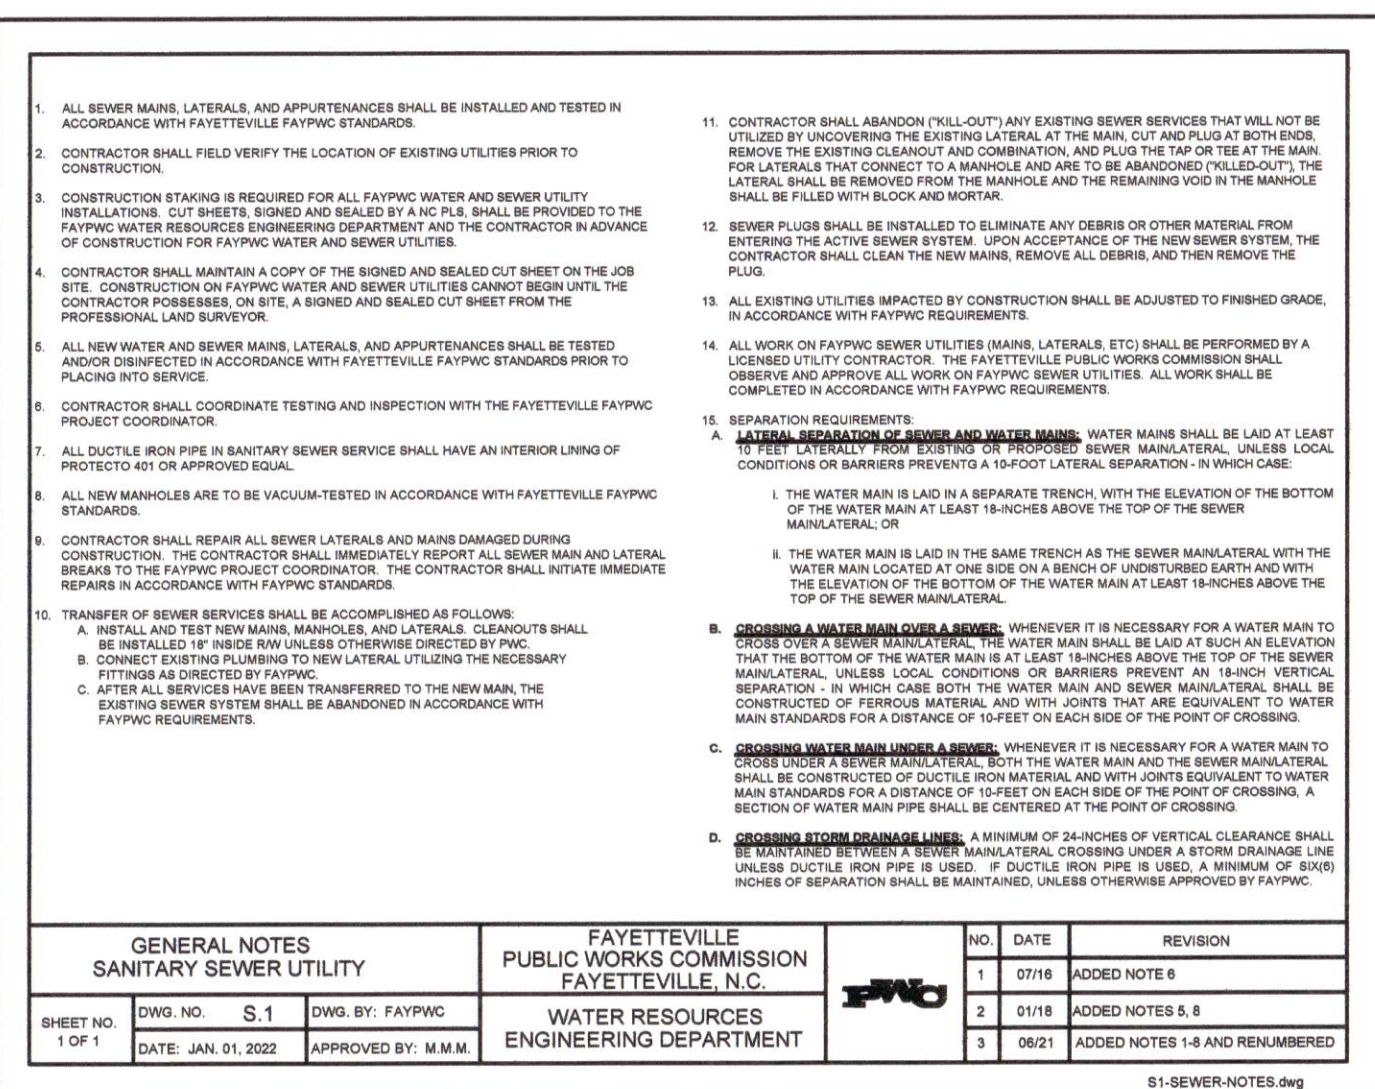 1. ALL SEWER MAINS, LATERALS, AND APPURTENANCES SHALL BE INSTALLED AND TESTED IN
ACCORDANCE WITH FAYETTEVILLE FAYPWC STANDARDS.
2. CONTRACTOR SHALL FIELD VERIFY THE LOCATION OF EXISTING UTILITIES PRIOR TO
CONSTRUCTION.
3. CONSTRUCTION STAKING IS REQUIRED FOR ALL FAYPWC WATER AND SEWER UTILITY
INSTALLATIONS. CUT SHEETS, SIGNED AND SEALED BY A NC PLS, SHALL BE PROVIDED TO THE
FAYPWC WATER RESOURCES ENGINEERING DEPARTMENT AND THE CONTRACTOR IN ADVANCE
OF CONSTRUCTION FOR FAYPWC WATER AND SEWER UTILITIES.
4. CONTRACTOR SHALL MAINTAIN A COPY OF THE SIGNED AND SEALED CUT SHEET ON THE JOB
SITE. CONSTRUCTION ON FAYPWC WATER AND SEWER UTILITIES CANNOT BEGIN UNTIL THE
CONTRACTOR POSSESSES, ON SITE, A SIGNED AND SEALED CUT SHEET FROM THE
PROFESSIONAL LAND SURVEYOR.
5. ALL NEW WATER AND SEWER MAINS, LATERALS, AND APPURTENANCES SHALL BE TESTED
AND/OR DISINFECTED IN ACCORDANCE WITH FAYETTEVILLE FAYPWC STANDARDS PRIOR TO
PLACING INTO SERVICE.
6. CONTRACTOR SHALL COORDINATE TESTING AND INSPECTION WITH THE FAYETTEVILLE FAYPWC
PROJECT COORDINATOR.
7. ALL DUCTILE IRON PIPE IN SANITARY SEWER SERVICE SHALL HAVE AN INTERIOR LINING OF
PROTECTO 401 OR APPROVED EQUAL.
8. ALL NEW MANHOLES ARE TO BE VACUUM-TESTED IN ACCORDANCE WITH FAYETTEVILLE FAYPWC
STANDARDS.
9. CONTRACTOR SHALL REPAIR ALL SEWER LATERALS AND MAINS DAMAGED DURING
CONSTRUCTION. THE CONTRACTOR SHALL IMMEDIATELY REPORT ALL SEWER MAIN AND LATERAL
BREAKS TO THE FAYPWC PROJECT COORDINATOR. THE CONTRACTOR SHALL INITIATE IMMEDIATE
REPAIRS IN ACCORDANCE WITH FAYPWC STANDARDS.
10. TRANSFER OF SEWER SERVICES SHALL BE ACCOMPLISHED AS FOLLOWS:
A. INSTALL AND TEST NEW MAINS, MANHOLES, AND LATERALS. CLEANOUTS SHALL
BE INSTALLED 18" INSIDE R/W UNLESS OTHERWISE DIRECTED BY PWC.
B. CONNECT EXISTING PLUMBING TO NEW LATERAL UTILIZING THE NECESSARY
FITTINGS AS DIRECTED BY FAYPWC.
C. AFTER ALL SERVICES HAVE BEEN TRANSFERRED TO THE NEW MAIN, THE
EXISTING SEWER SYSTEM SHALL BE ABANDONED IN ACCORDANCE WITH
FAYPWC REQUIREMENTS.
11. CONTRACTOR SHALL ABANDON ("KILL-OUT") ANY EXISTING SEWER SERVICES THAT WILL NOT BE
UTILIZED BY UNCOVERING THE EXISTING LATERAL AT THE MAIN, CUT AND PLUG AT BOTH ENDS,
REMOVE THE EXISTING CLEANOUT AND COMBINATION, AND PLUG THE TAP OR TEE AT THE MAIN.
FOR LATERALS THAT CONNECT TO A MANHOLE AND ARE TO BE ABANDONED ("KILLED-OUT"), THE
LATERAL SHALL BE REMOVED FROM THE MANHOLE AND THE REMAINING VOID IN THE MANHOLE
SHALL BE FILLED WITH BLOCK AND MORTAR.
12. SEWER PLUGS SHALL BE INSTALLED TO ELIMINATE ANY DEBRIS OR OTHER MATERIAL FROM
ENTERING THE ACTIVE SEWER SYSTEM. UPON ACCEPTANCE OF THE NEW SEWER SYSTEM, THE
CONTRACTOR SHALL CLEAN THE NEW MAINS, REMOVE ALL DEBRIS, AND THEN REMOVE THE
PLUG.
13. ALL EXISTING UTILITIES IMPACTED BY CONSTRUCTION SHALL BE ADJUSTED TO FINISHED GRADE,
IN ACCORDANCE WITH FAYPWC REQUIREMENTS.
14. ALL WORK ON FAYPWC SEWER UTILITIES (MAINS, LATERALS, ETC) SHALL BE PERFORMED BY A
LICENSED UTILITY CONTRACTOR. THE FAYETTEVILLE PUBLIC WORKS COMMISSION SHALL
OBSERVE AND APPROVE ALL WORK ON FAYPWC SEWER UTILITIES. ALL WORK SHALL BE
COMPLETED IN ACCORDANCE WITH FAYPWC REQUIREMENTS.
15. SEPARATION REQUIREMENTS:
A. LATERAL SEPARATION OF SEWER AND WATER MAINS: WATER MAINS SHALL BE LAID AT LEAST
10 FEET LATERALLY FROM EXISTING OR PROPOSED SEWER MAIN/LATERAL, UNLESS LOCAL
CONDITIONS OR BARRIERS PREVENTG A 10-FOOT LATERAL SEPARATION - IN WHICH CASE:
i. THE WATER MAIN IS LAID IN A SEPARATE TRENCH, WITH THE ELEVATION OF THE BOTTOM
OF THE WATER MAIN AT LEAST 18-INCHES ABOVE THE TOP OF THE SEWER
MAIN/LATERAL; OR
ii. THE WATER MAIN IS LAID IN THE SAME TRENCH AS THE SEWER MAIN/LATERAL WITH THE
WATER MAIN LOCATED AT ONE SIDE ON A BENCH OF UNDISTURBED EARTH AND WITH
THE ELEVATION OF THE BOTTOM OF THE WATER MAIN AT LEAST 18-INCHES ABOVE THE
TOP OF THE SEWER MAIN/LATERAL.
B. CROSSING A WATER MAIN OVER A SEWER: WHENEVER IT IS NECESSARY FOR A WATER MAIN TO
CROSS OVER A SEWER MAIN/LATERAL, THE WATER MAIN SHALL BE LAID AT SUCH AN ELEVATION
THAT THE BOTTOM OF THE WATER MAIN IS AT LEAST 18-INCHES ABOVE THE TOP OF THE SEWER
MAIN/LATERAL, UNLESS LOCAL CONDITIONS OR BARRIERS PREVENT AN 18-INCH VERTICAL
SEPARATION - IN WHICH CASE BOTH THE WATER MAIN AND SEWER MAIN/LATERAL SHALL BE
CONSTRUCTED OF FERROUS MATERIAL AND WITH JOINTS THAT ARE EQUIVALENT TO WATER
MAIN STANDARDS FOR A DISTANCE OF 10-FEET ON EACH SIDE OF THE POINT OF CROSSING.
C. CROSSING WATER MAIN UNDER A SEWER: WHENEVER IT IS NECESSARY FOR A WATER MAIN TO
CROSS UNDER A SEWER MAIN/LATERAL, BOTH THE WATER MAIN AND THE SEWER MAIN/LATERAL
SHALL BE CONSTRUCTED OF DUCTILE IRON MATERIAL AND WITH JOINTS EQUIVALENT TO WATER
MAIN STANDARDS FOR A DISTANCE OF 10-FEET ON EACH SIDE OF THE POINT OF CROSSING, A
SECTION OF WATER MAIN PIPE SHALL BE CENTERED AT THE POINT OF CROSSING.
D. CROSSING STORM DRAINAGE LINES: A MINIMUM OF 24-INCHES OF VERTICAL CLEARANCE SHALL
BE MAINTAINED BETWEEN A SEWER MAIN/LATERAL CROSSING UNDER A STORM DRAINAGE LINE
UNLESS DUCTILE IRON PIPE IS USED. IF DUCTILE IRON PIPE IS USED, A MINIMUM OF SIX(6)
INCHES OF SEPARATION SHALL BE MAINTAINED, UNLESS OTHERWISE APPROVED BY FAYPWC.
GENERAL NOTES
SANITARY SEWER UTILITY
SHEET NO.
1 OF 1
DWG. NO. S.1
DWG. BY: FAYPWC
DATE: JAN. 01, 2022
APPROVED BY: M.M.M.
FAYETTEVILLE
PUBLIC WORKS COMMISSION
FAYETTEVILLE, N.C.
WATER RESOURCES
ENGINEERING DEPARTMENT
PWC
NO. DATE REVISION
1 07/16 ADDED NOTE 6
2 01/18 ADDED NOTES 5, 8
3 06/21 ADDED NOTES 1-8 AND RENUMBERED
S1-SEWER-NOTES.dwg